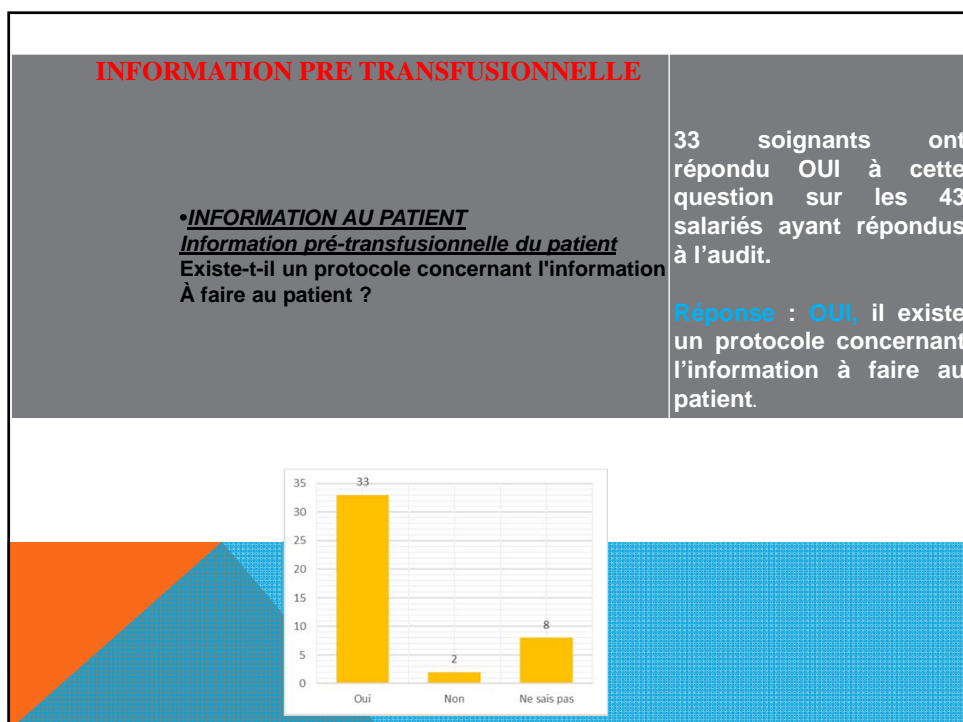 INFORMATION PRE TRANSFUSIONNELLE
•INFORMATION AU PATIENT
Information pré-transfusionnelle du patient
Existe-t-il un protocole concernant l'information
À faire au patient ?
33 soignants ont
répondu OUI à cette
question sur les 43
salariés ayant répondus
à l’audit.
Réponse : OUI, il existe
un protocole concernant
l’information à faire au
patient.
35
30
25
20
15
10
5
0
33
2
8
Oui
Non
Ne sais pas